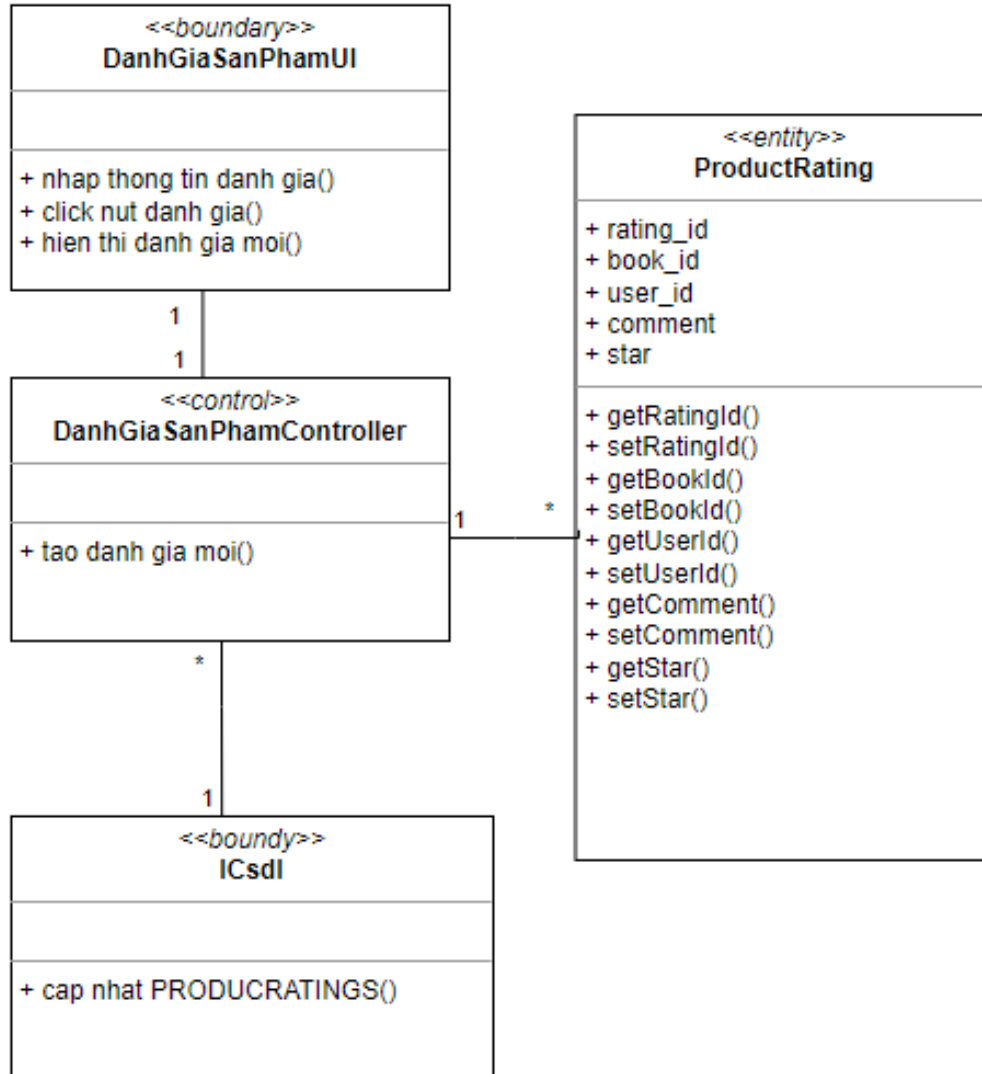 <<boundary>>
DanhGiaSanPhamUI
+ nhap thong tin danh gia()
+ click nut danh gia()
+ hien thi danh gia moi()
1
1
<<control>>
DanhGiaSanPhamController
+ tao danh gia moi()
1
*
<<entity>>
ProductRating
+ rating_id
+ book_id
+ user_id
+ comment
+ star
+ getRatingId()
+ setRatingId()
+ getBookId()
+ setBookId()
+ getUserId()
+ setUserId()
+ getComment()
+ setComment()
+ getStar()
+ setStar()
*
1
<<boundy>>
ICsdl
+ cap nhat PRODUCRATINGS()